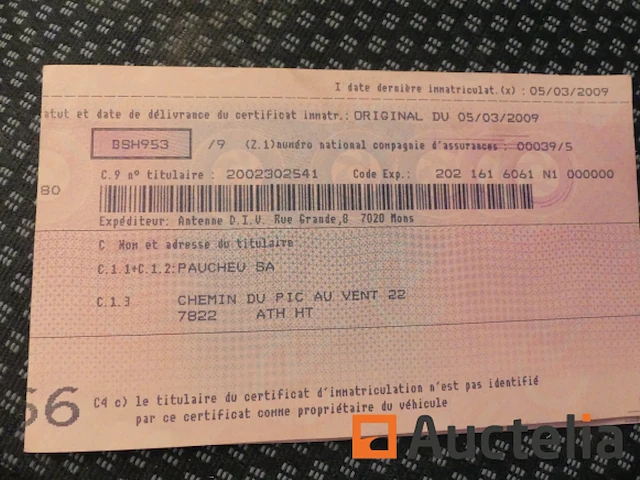 I date dernière immatriculat.(x) : 05/03/2009
atut et date de délivrance du certificat immatr.: ORIGINAL DU 05/03/2009
BSH953 /9 (Z.1)numéro national compagnie d'assurances : 00039/5
C.9 n° titulaire : 2002302541 Code Exp.: 202 161 6061 N1 000000
80
Expéditeur: Antenne D.I.V. Rue Grande,8 7020 Mons
C Nom et adresse du titulaire
C.1.1+C.1.2: PAUCHEU SA
C.1.3 CHEMIN DU PIC AU VENT 22
7822 ATH HT
66
C4 c) le titulaire du certificat d'immatriculation n'est pas identifié
par ce certificat comme propriétaire du véhicule
Auctelia